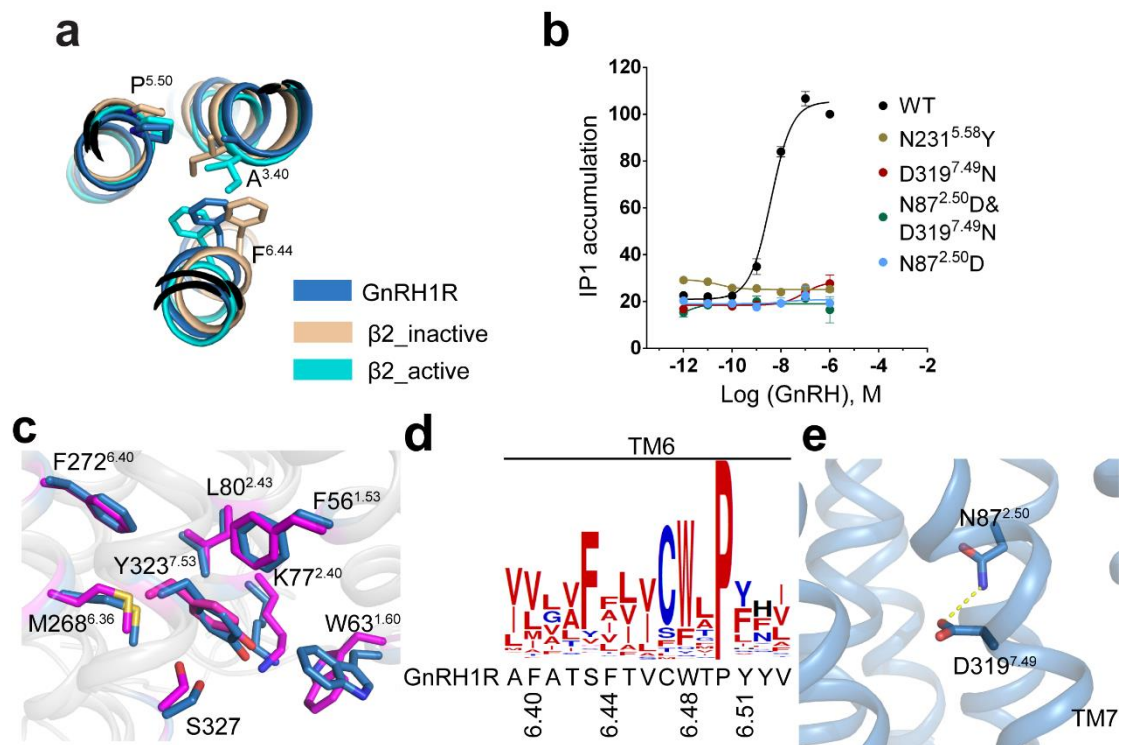 a
P5.50
A3.40
F6.44
GnRH1R
β2_inactive
β2_active
b
120
100
80
60
40
20
0
IP1 accumulation
-12 -10 -8 -6 -4 -2
Log (GnRH), M
WT
N2315.58Y
D3197.49N
N872.50D&
D3197.49N
N872.50D
c
F2726.40
L802.43
F561.53
Y3237.53
K772.40
M2686.36
W631.60
S327
d
TM6
GnRH1R A F A T S F T V C W T P Y Y V
6.40 6.44 6.48 6.51
e
N872.50
D3197.49
TM7